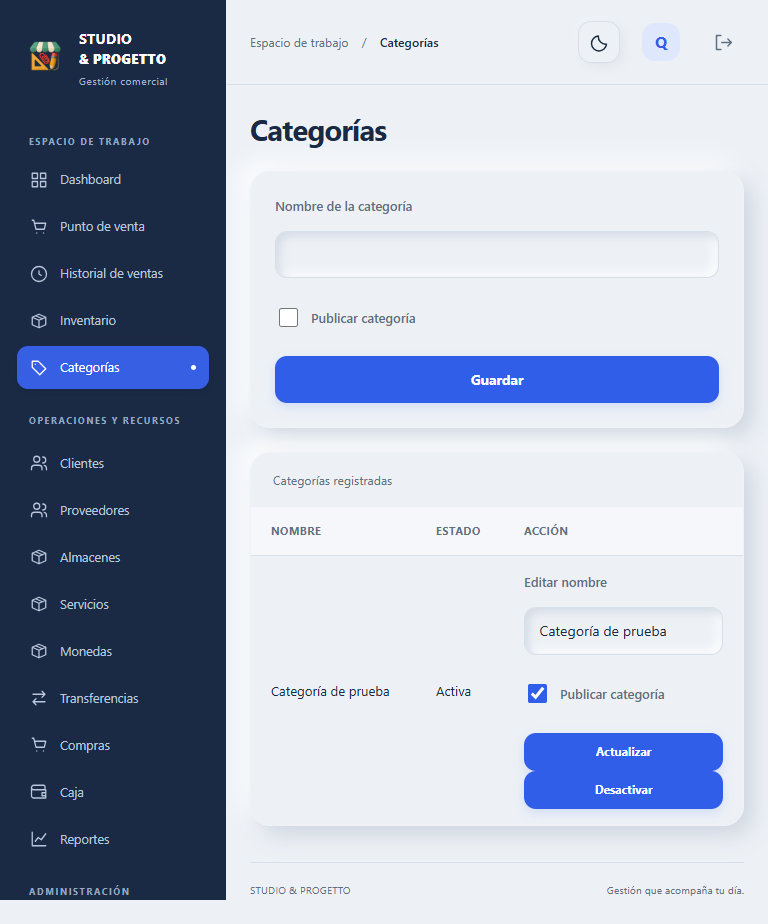 STUDIO
& PROGETTO
Gestión comercial
ESPACIO DE TRABAJO
Dashboard
Punto de venta
Historial de ventas
Inventario
Categorías
OPERACIONES Y RECURSOS
Clientes
Proveedores
Almacenes
Servicios
Monedas
Transferencias
Compras
Caja
Reportes
ADMINISTRACIÓN
Espacio de trabajo / Categorías
Q
Categorías
Nombre de la categoría
Publicar categoría
Guardar
Categorías registradas
NOMBRE ESTADO ACCIÓN
Editar nombre
Categoría de prueba
Categoría de prueba Activa
Publicar categoría
Actualizar
Desactivar
STUDIO & PROGETTO Gestión que acompaña tu día.